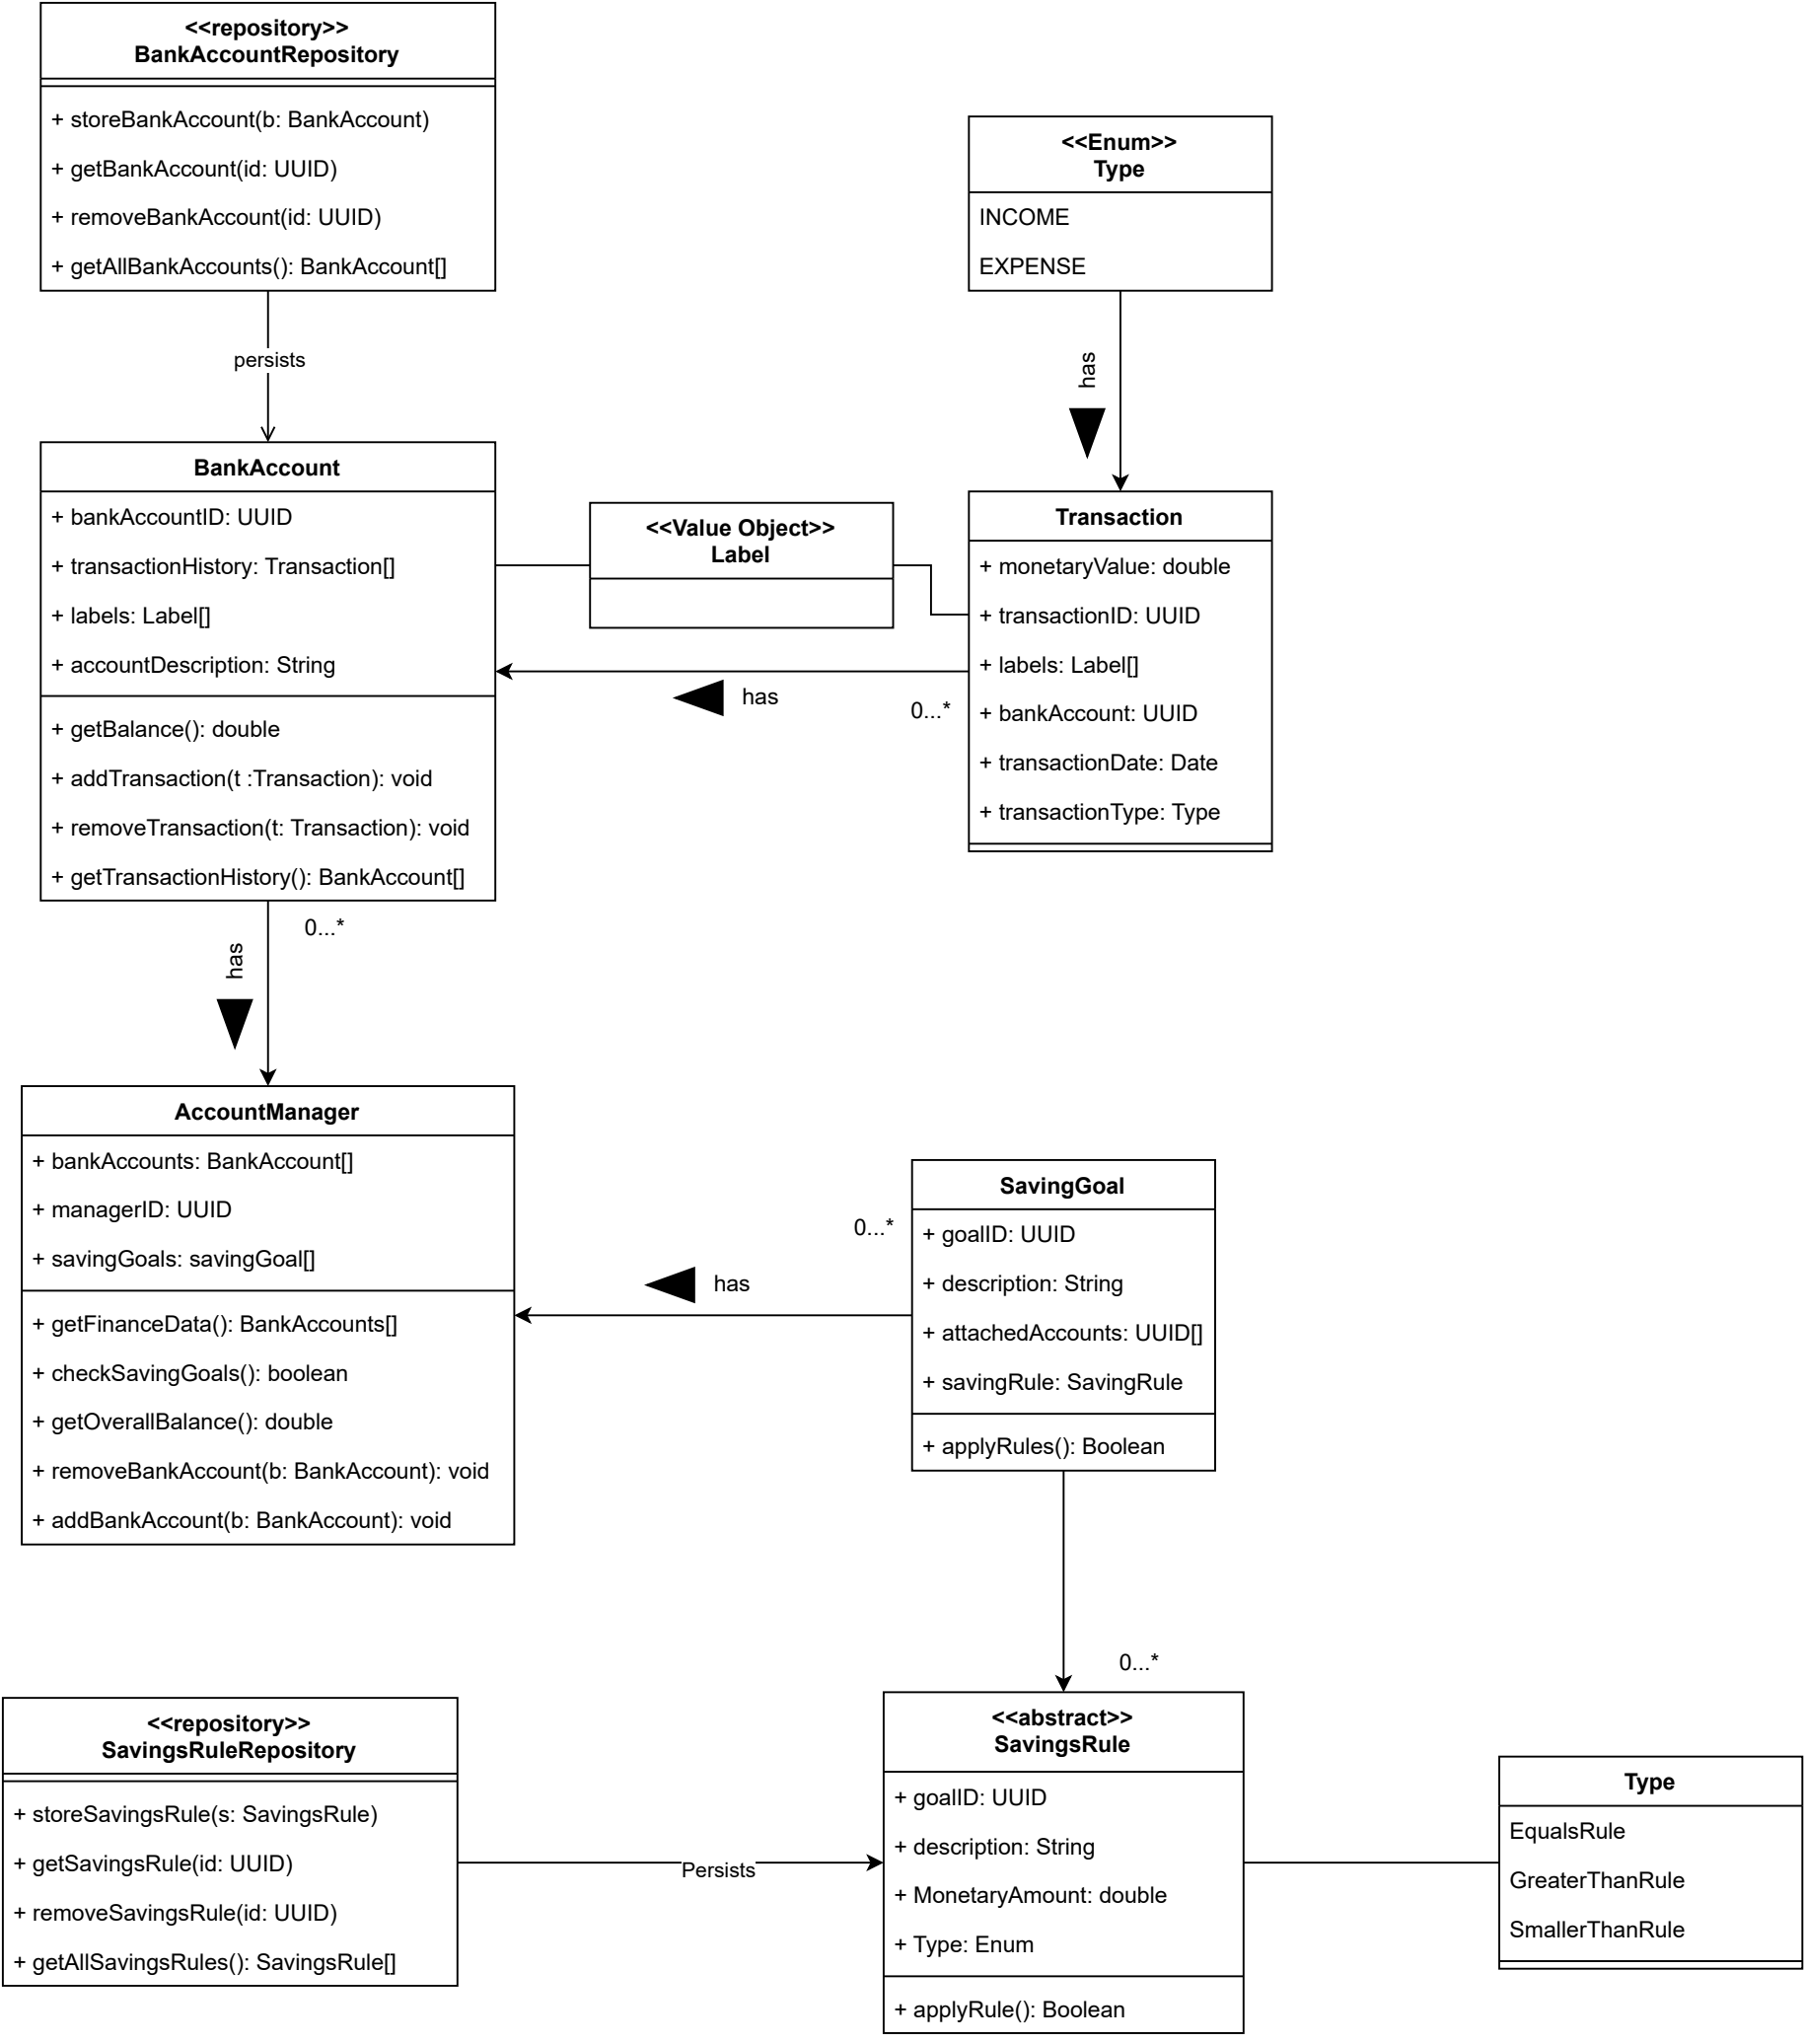 <<repository>>
BankAccountRepository
+ storeBankAccount(b: BankAccount)
+ getBankAccount(id: UUID)
+ removeBankAccount(id: UUID)
+ getAllBankAccounts(): BankAccount[]
persists
<<Enum>>
Type
INCOME
EXPENSE
has
BankAccount
+ bankAccountID: UUID
+ transactionHistory: Transaction[]
+ labels: Label[]
+ accountDescription: String
+ getBalance(): double
+ addTransaction(t :Transaction): void
+ removeTransaction(t: Transaction): void
+ getTransactionHistory(): BankAccount[]
<<Value Object>>
Label
has
0...*
Transaction
+ monetaryValue: double
+ transactionID: UUID
+ labels: Label[]
+ bankAccount: UUID
+ transactionDate: Date
+ transactionType: Type
0...*
has
AccountManager
+ bankAccounts: BankAccount[]
+ managerID: UUID
+ savingGoals: savingGoal[]
+ getFinanceData(): BankAccounts[]
+ checkSavingGoals(): boolean
+ getOverallBalance(): double
+ removeBankAccount(b: BankAccount): void
+ addBankAccount(b: BankAccount): void
0...*
has
SavingGoal
+ goalID: UUID
+ description: String
+ attachedAccounts: UUID[]
+ savingRule: SavingRule
+ applyRules(): Boolean
0...*
<<repository>>
SavingsRuleRepository
+ storeSavingsRule(s: SavingsRule)
+ getSavingsRule(id: UUID)
+ removeSavingsRule(id: UUID)
+ getAllSavingsRules(): SavingsRule[]
Persists
<<abstract>>
SavingsRule
+ goalID: UUID
+ description: String
+ MonetaryAmount: double
+ Type: Enum
+ applyRule(): Boolean
Type
EqualsRule
GreaterThanRule
SmallerThanRule